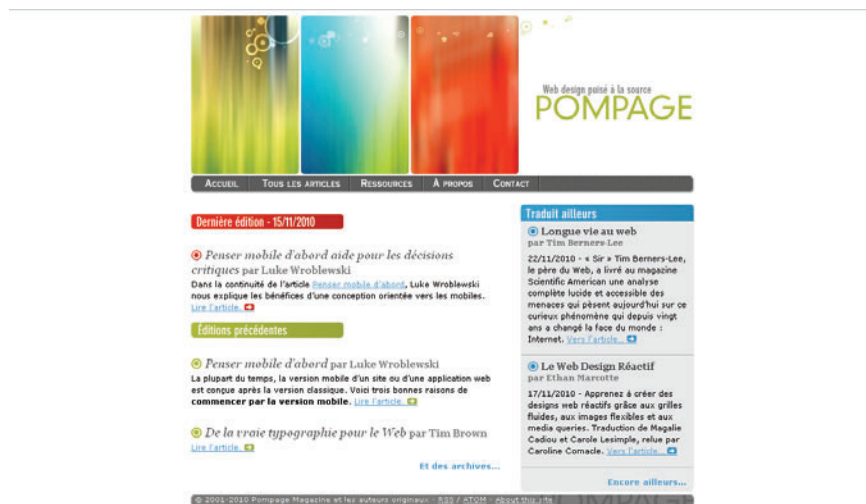 Web design puisé à la source
POMPAGE
ACCUEIL TOUS LES ARTICLES RESSOURCES À PROPOS CONTACT
Dernière édition - 15/11/2010
Penser mobile d'abord aide pour les décisions
critiques par Luke Wroblewski
Dans la continuité de l'article Penser mobile d'abord, Luke Wroblewski
nous explique les bénéfices d'une conception orientée vers les mobiles.
Lire l'article.
Éditions précédentes
Penser mobile d'abord par Luke Wroblewski
La plupart du temps, la version mobile d'un site ou d'une application web
est conçue après la version classique. Voici trois bonnes raisons de
commencer par la version mobile. Lire l'article.
De la vraie typographie pour le Web par Tim Brown
Lire l'article.
Et des archives...
Traduit ailleurs
Longue vie au web
par Tim Berners-Lee
22/11/2010 - « Sir » Tim Berners-Lee,
le père du Web, a livré au magazine
Scientific American une analyse
complète lucide et accessible des
menaces qui pèsent aujourd'hui sur ce
curieux phénomène qui depuis vingt
ans a changé la face du monde :
Internet. Vers l'article...
Le Web Design Réactif
par Ethan Marcotte
17/11/2010 - Apprenez à créer des
designs web réactifs grâce aux grilles
fluides, aux images flexibles et aux
media queries. Traduction de Magalie
Cadiou et Carole Lesimple, relue par
Caroline Cornacle. Vers l'article...
Encore ailleurs...
© 2001-2010 Pompage Magazine et les auteurs originaux - RSS / ATOM - About this site
POMPAGE